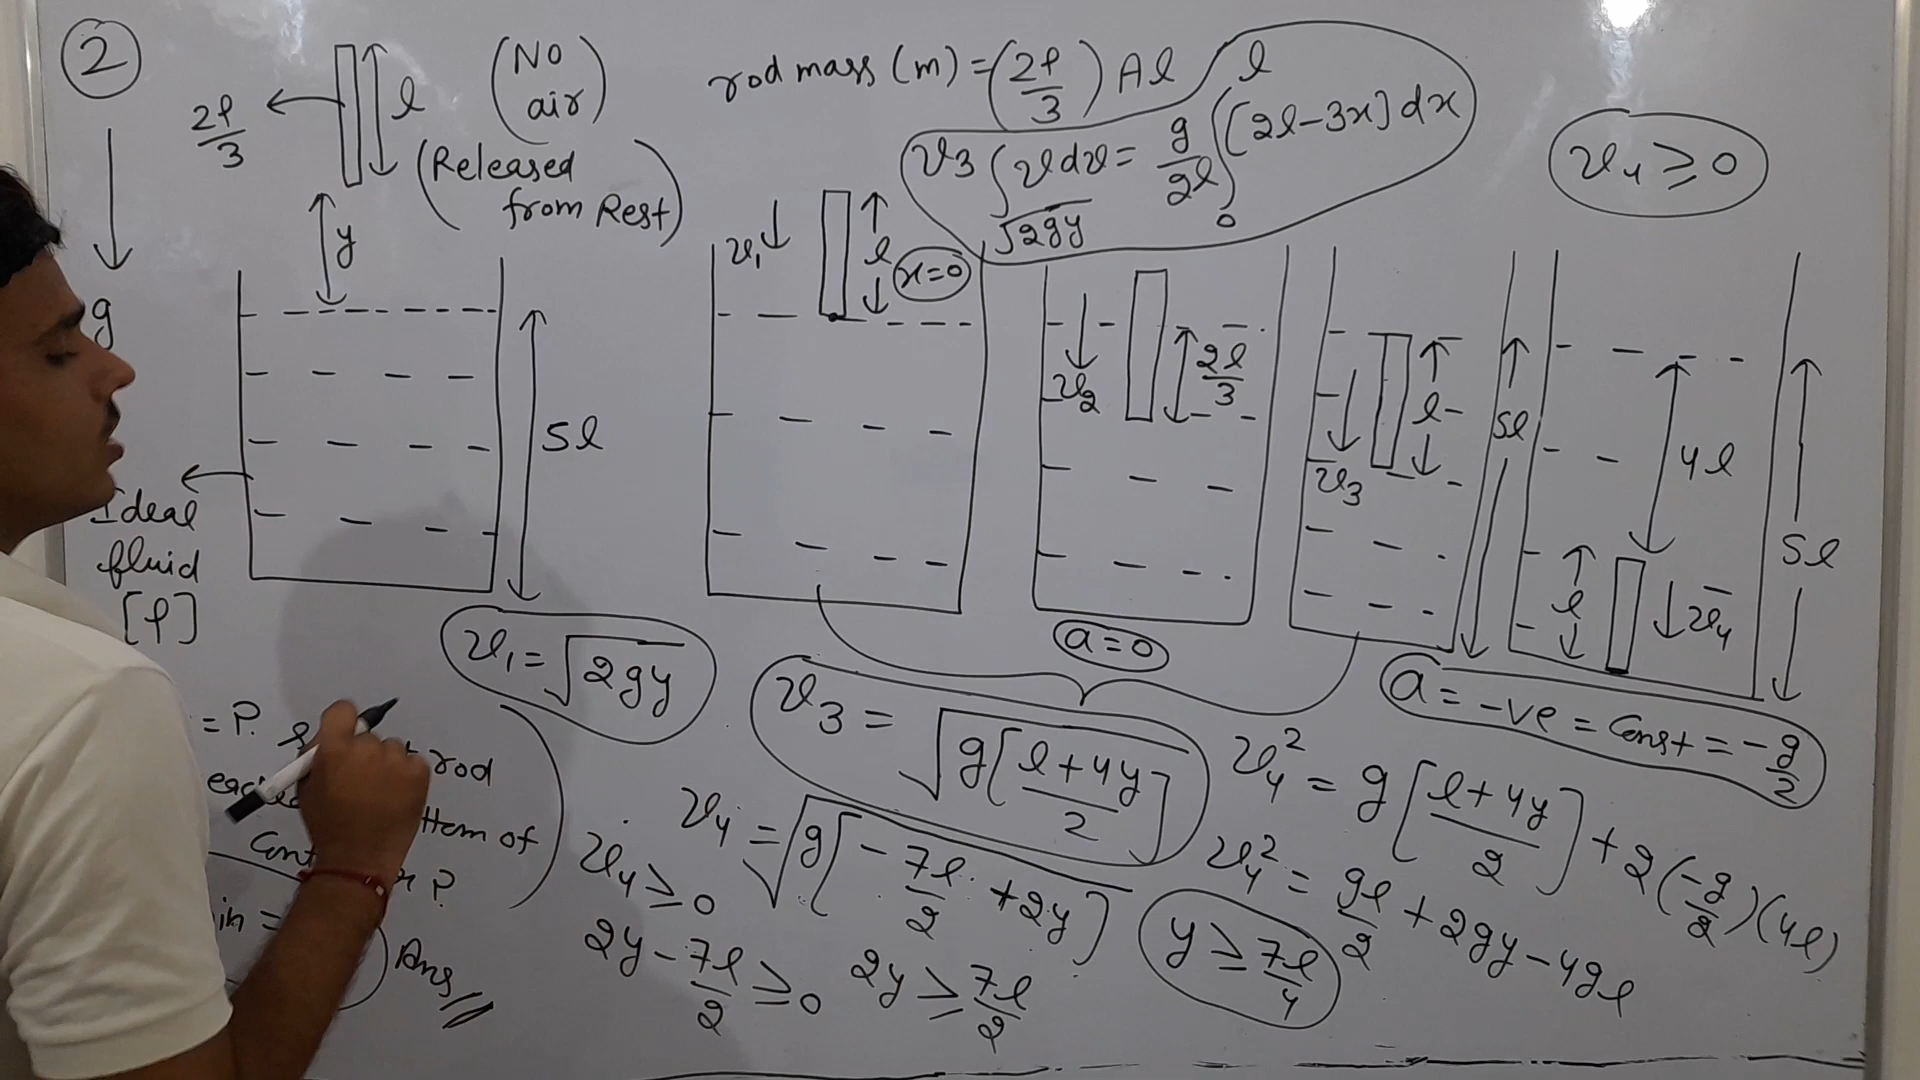 2
2ρ/3
l
(No air)
(Released from Rest)
y
g
5l
Ideal fluid [ρ]
rod mass (m) = (2ρ/3) Al
∫_{√2gy}^{v3} v dv = g/2l ∫_0^l [2l-3x] dx
v4 ≥ 0
v1
l
x=0
v2
2l/3
v3
l
5l
4l
l
v4
5l
v1 = √2gy
a=0
a = -ve = Const = -g/2
v3 = √g[(l+4y)/2]
v4² = g[(l+4y)/2] + 2(-g/2)(4l)
v4² = gl/2 + 2gy - 4gl
v4 = √g[-7l/2 + 2y]
v4 ≥ 0
2y - 7l/2 ≥ 0
2y ≥ 7l/2
y ≥ 7l/4
= ?
rod
of
?
Ans